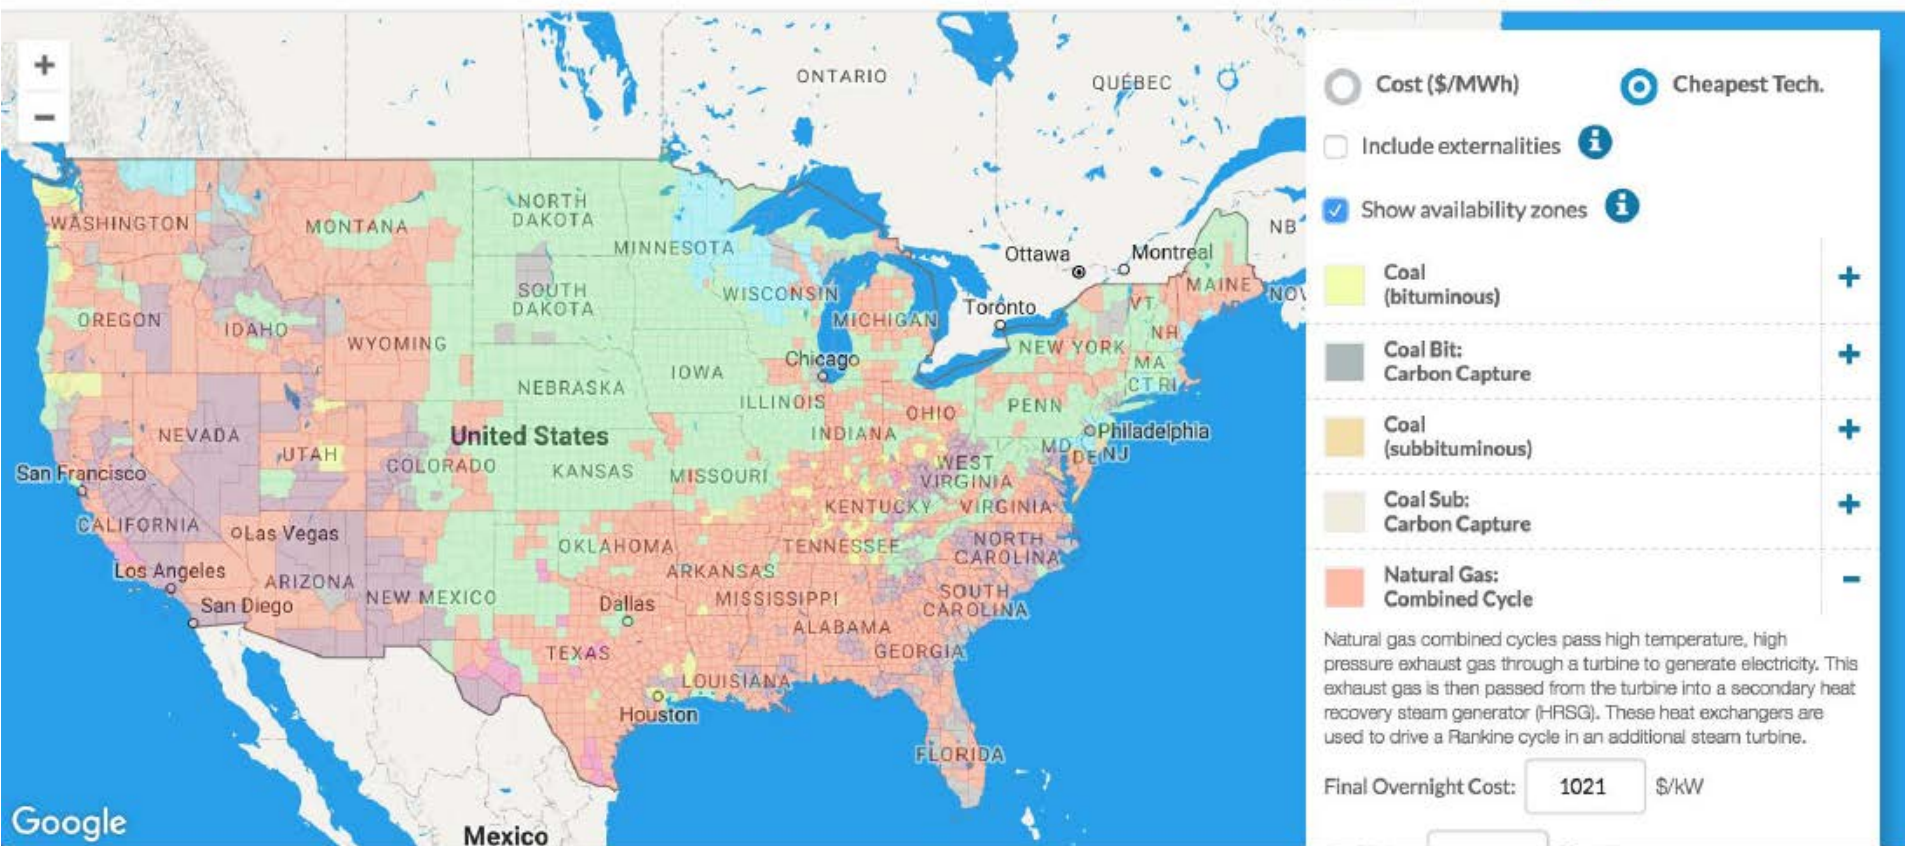 +
−
ONTARIO
QUÉBEC
NORTH
DAKOTA
WASHINGTON
MONTANA
MINNESOTA
Ottawa
Montreal
NB
SOUTH
DAKOTA
WISCONSIN
MAINE
NOV
OREGON
IDAHO
WYOMING
MICHIGAN
Toronto
VT
NH
NEW YORK
MA
CT RI
Chicago
IOWA
NEBRASKA
ILLINOIS
OHIO
PENN
NEVADA
United States
INDIANA
Philadelphia
MD
DE NJ
UTAH
COLORADO
KANSAS
MISSOURI
WEST
VIRGINIA
San Francisco
KENTUCKY
VIRGINIA
CALIFORNIA
Las Vegas
OKLAHOMA
TENNESSEE
NORTH
CAROLINA
Los Angeles
ARIZONA
NEW MEXICO
ARKANSAS
San Diego
Dallas
MISSISSIPPI
SOUTH
CAROLINA
ALABAMA
TEXAS
GEORGIA
LOUISIANA
Houston
FLORIDA
Google
Mexico
Cost ($/MWh)
Cheapest Tech.
Include externalities
i
Show availability zones
i
Coal
(bituminous)
+
Coal Bit:
Carbon Capture
+
Coal
(subbituminous)
+
Coal Sub:
Carbon Capture
+
Natural Gas:
Combined Cycle
−
Natural gas combined cycles pass high temperature, high
pressure exhaust gas through a turbine to generate electricity. This
exhaust gas is then passed from the turbine into a secondary heat
recovery steam generator (HRSG). These heat exchangers are
used to drive a Rankine cycle in an additional steam turbine.
Final Overnight Cost: 1021 $/kW